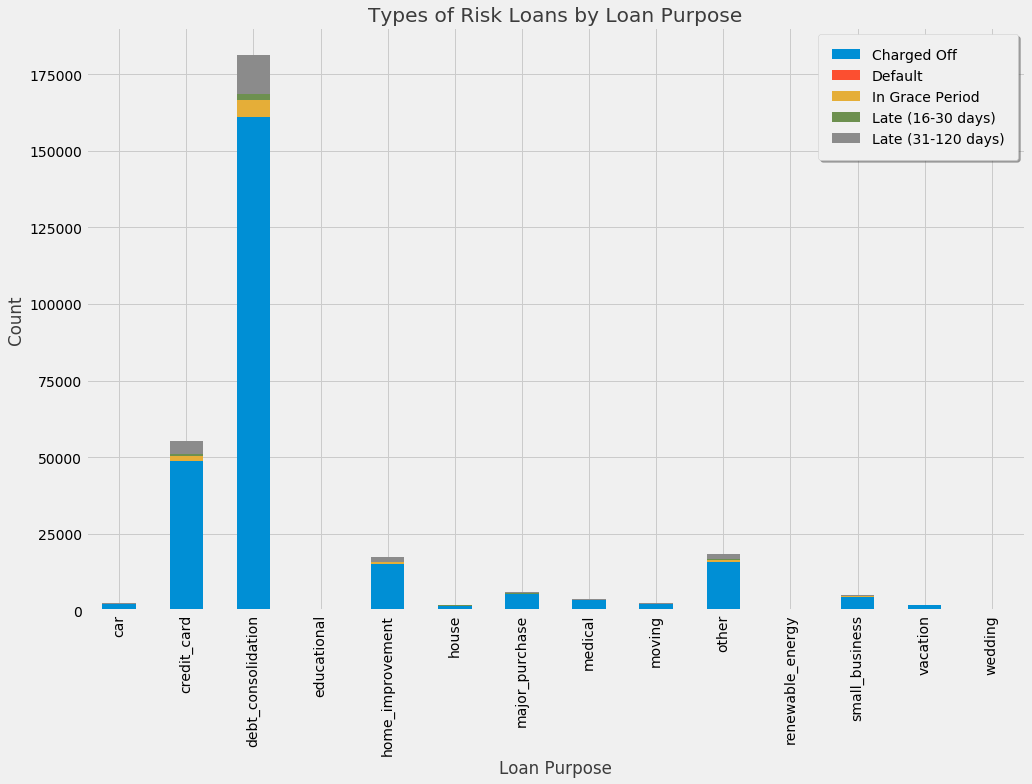 Types of Risk Loans by Loan Purpose
Charged Off
Default
In Grace Period
Late (16-30 days)
Late (31-120 days)
Count
175000
150000
125000
100000
75000
50000
25000
0
car
credit_card
debt_consolidation
educational
home_improvement
house
major_purchase
medical
moving
other
renewable_energy
small_business
vacation
wedding
Loan Purpose